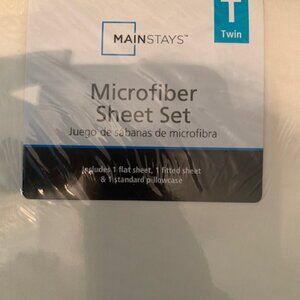 MAINSTAYS™
T
Twin
Microfiber
Sheet Set
Juego de sábanas de microfibra
Includes 1 flat sheet, 1 fitted sheet
& 1 standard pillowcase